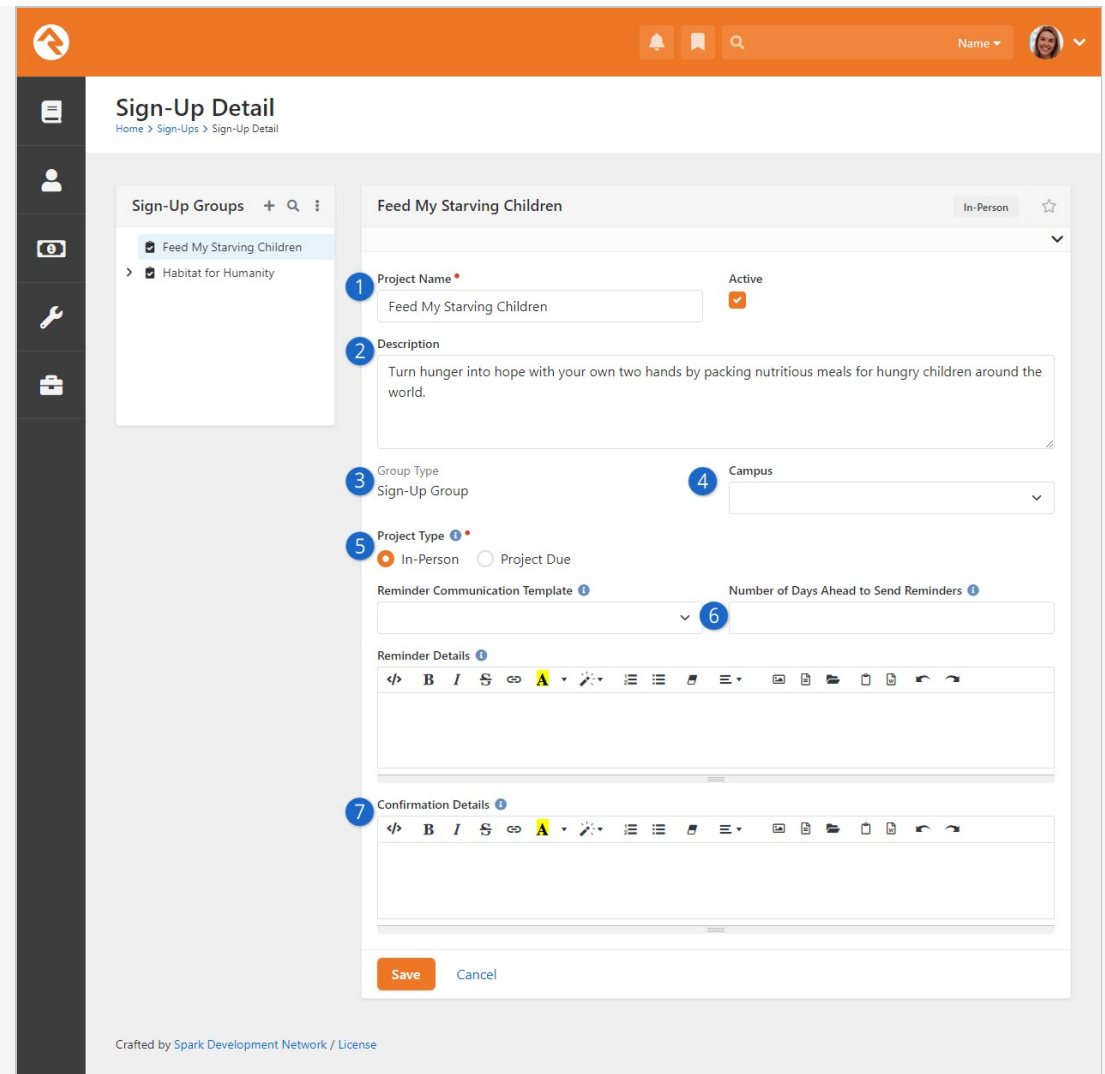 Name
Sign-Up Detail
Home > Sign-Ups > Sign-Up Detail
Sign-Up Groups
Feed My Starving Children
Habitat for Humanity
Feed My Starving Children
In-Person
1
Project Name
Active
Feed My Starving Children
2
Description
Turn hunger into hope with your own two hands by packing nutritious meals for hungry children around the
world.
3
Group Type
Sign-Up Group
4
Campus
5
Project Type
In-Person
Project Due
Reminder Communication Template
6
Number of Days Ahead to Send Reminders
Reminder Details
B I S A
7
Confirmation Details
B I S A
Save
Cancel
Crafted by Spark Development Network / License